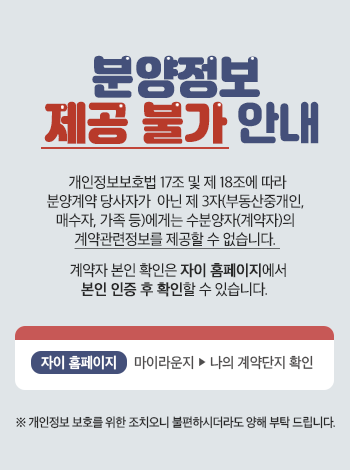 분양정보
제공 불가 안내
개인정보보호법 17조 및 제 18조에 따라
분양계약 당사자가 아닌 제 3자(부동산중개인,
매수자, 가족 등)에게는 수분양자(계약자)의
계약관련정보를 제공할 수 없습니다.
계약자 본인 확인은 자이 홈페이지에서
본인 인증 후 확인할 수 있습니다.
자이 홈페이지 마이라운지 ▶ 나의 계약단지 확인
※ 개인정보 보호를 위한 조치오니 불편하시더라도 양해 부탁 드립니다.